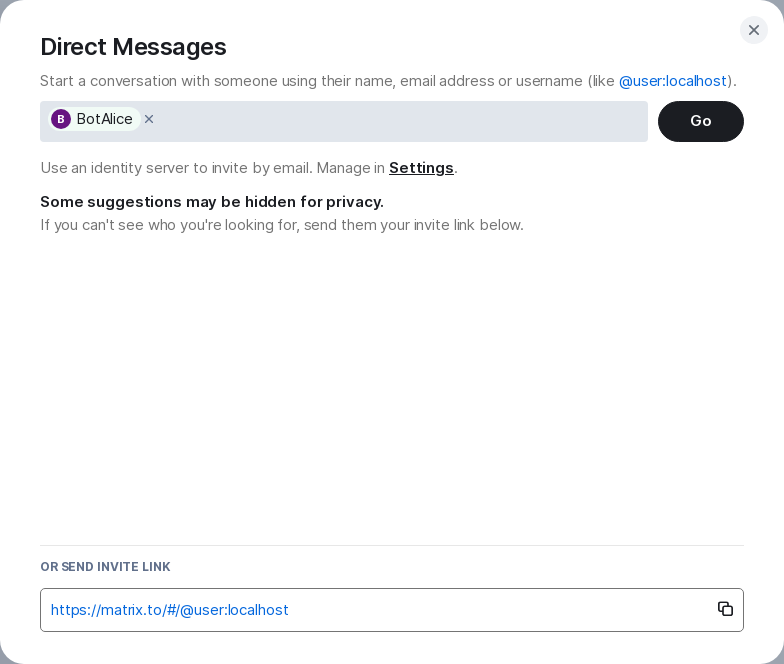 Direct Messages
Start a conversation with someone using their name, email address or username (like @user:localhost).
B BotAlice
Go
Use an identity server to invite by email. Manage in Settings.
Some suggestions may be hidden for privacy.
If you can't see who you're looking for, send them your invite link below.
OR SEND INVITE LINK
https://matrix.to/#/@user:localhost